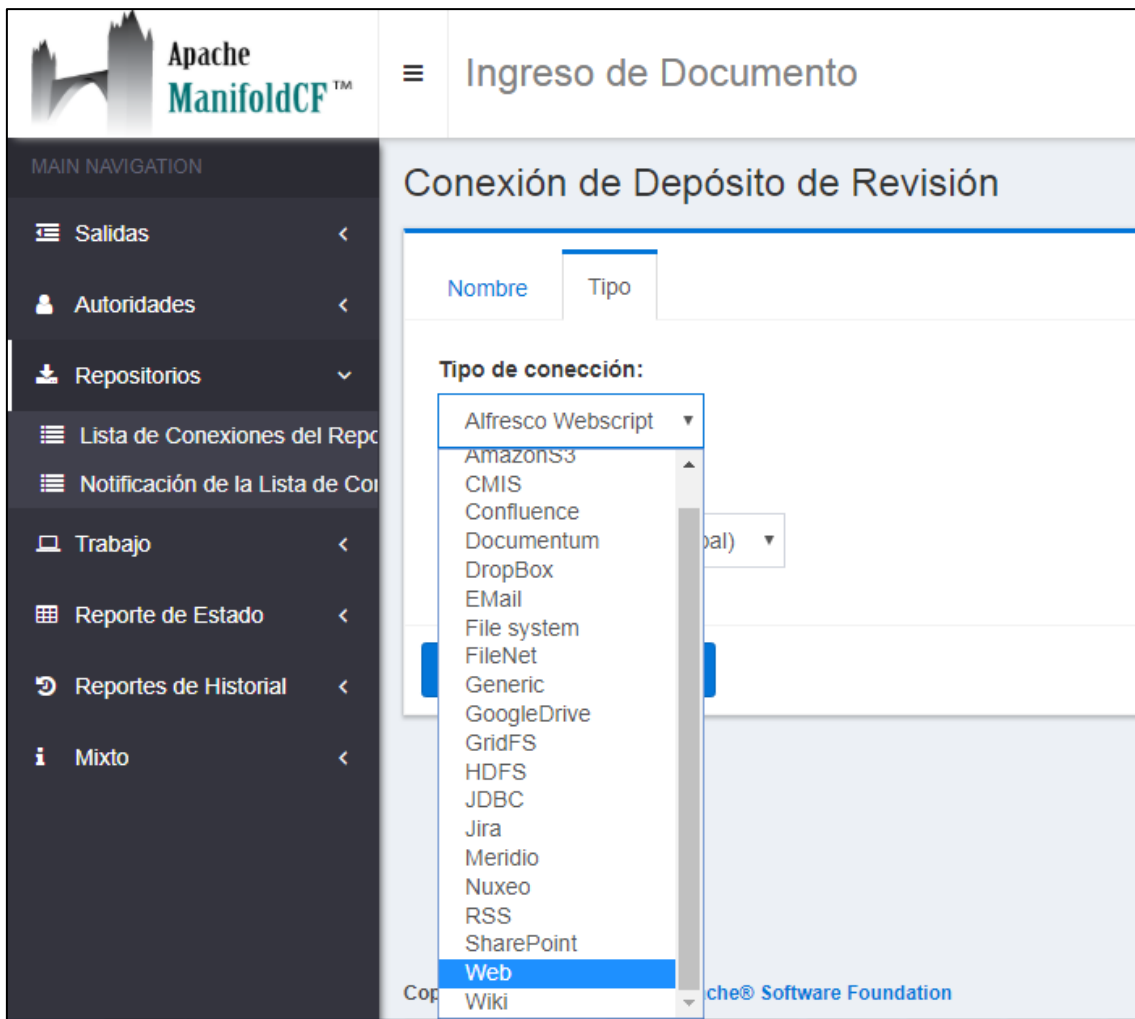 Apache
ManifoldCF™
Ingreso de Documento
MAIN NAVIGATION
Salidas
Autoridades
Repositorios
Lista de Conexiones del Repo
Notificación de la Lista de Con
Trabajo
Reporte de Estado
Reportes de Historial
Mixto
Conexión de Depósito de Revisión
Nombre
Tipo
Tipo de conección:
Alfresco Webscript
AmazonS3
CMIS
Confluence
Documentum
DropBox
EMail
File system
FileNet
Generic
GoogleDrive
GridFS
HDFS
JDBC
Jira
Meridio
Nuxeo
RSS
SharePoint
Web
Wiki
bal)
Cop
che® Software Foundation